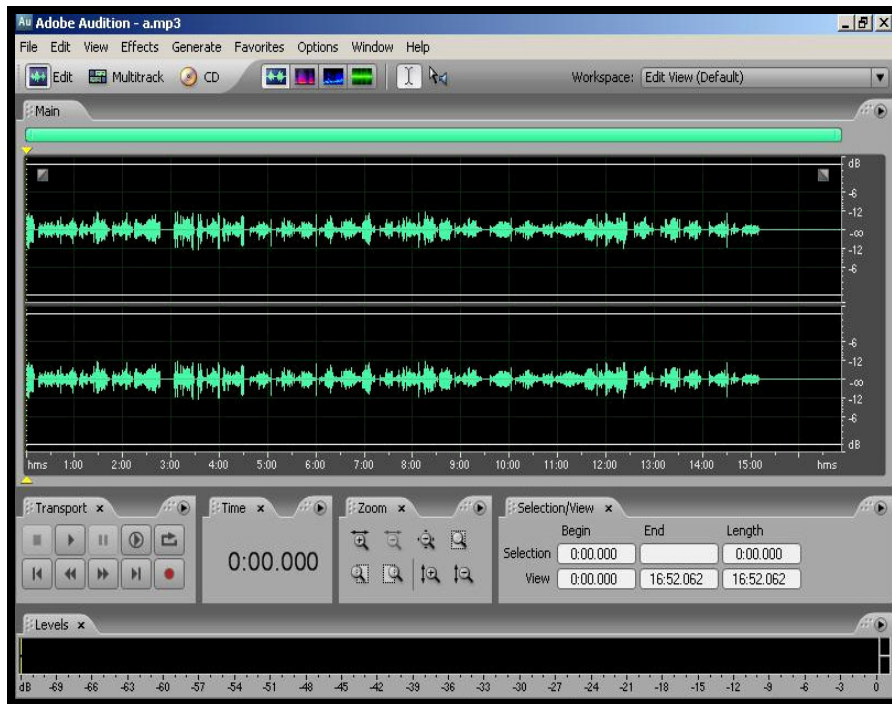 Au Adobe Audition - a.mp3
File Edit View Effects Generate Favorites Options Window Help
Edit Multitrack CD Workspace: Edit View (Default)
Main
dB
-6
-12
-∞
-12
-6
-6
-12
-∞
-12
-6
dB
hms 1:00 2:00 3:00 4:00 5:00 6:00 7:00 8:00 9:00 10:00 11:00 12:00 13:00 14:00 15:00 hms
Transport x Time x Zoom x Selection/View x
Begin End Length
Selection 0:00.000 0:00.000
0:00.000
View 0:00.000 16:52.062 16:52.062
Levels x
dB -69 -66 -63 -60 -57 -54 -51 -48 -45 -42 -39 -36 -33 -30 -27 -24 -21 -18 -15 -12 -9 -6 -3 0